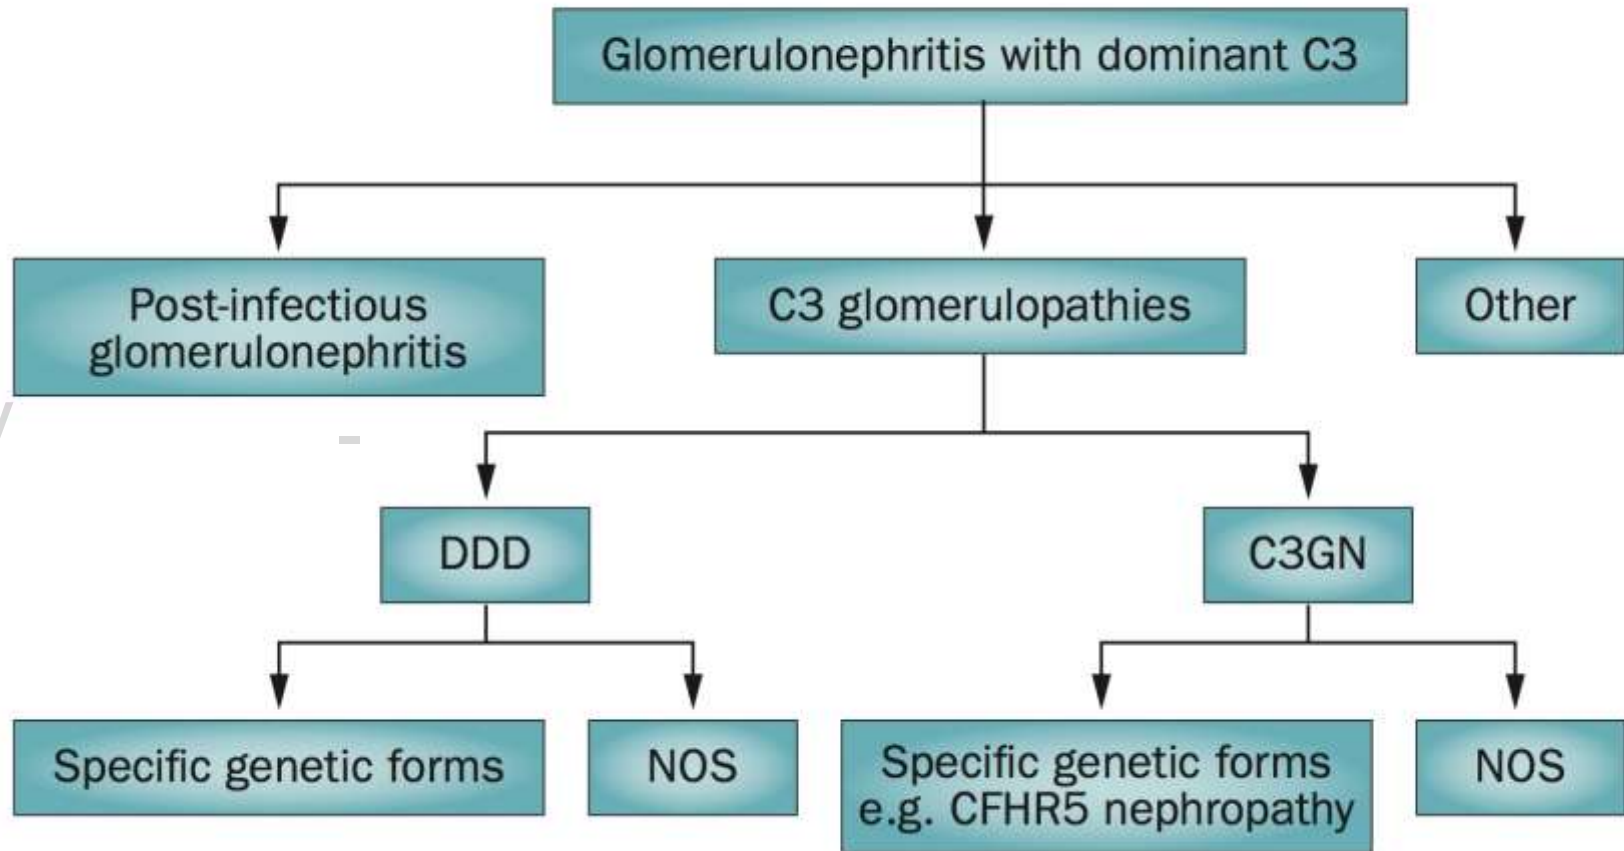 Glomerulonephritis with dominant C3
Post-infectious
glomerulonephritis
C3 glomerulopathies
Other
DDD
C3GN
Specific genetic forms
NOS
Specific genetic forms
e.g. CFHR5 nephropathy
NOS